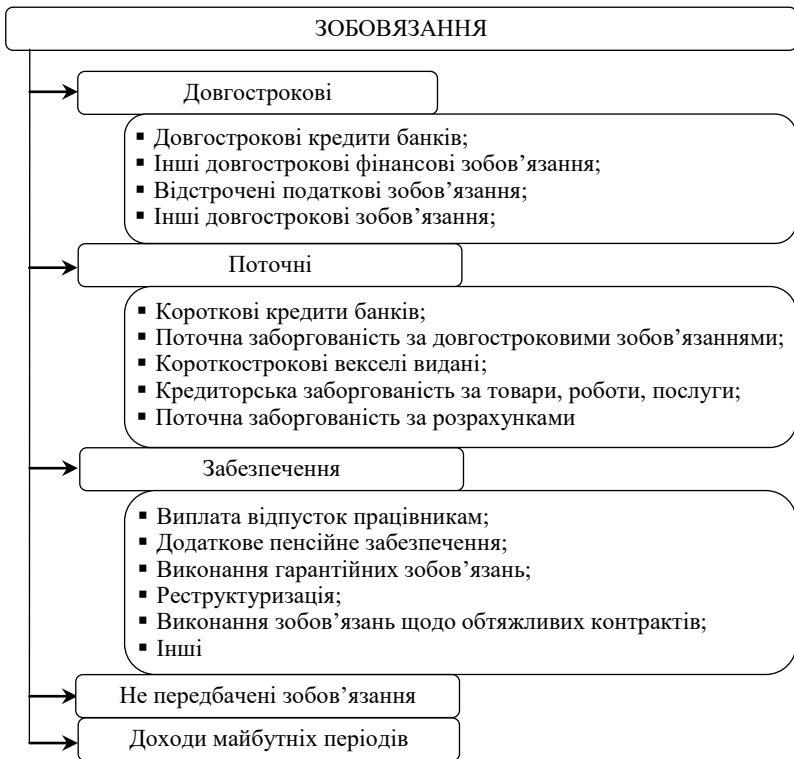 ЗОБОВЯЗАННЯ
Довгострокові
▪ Довгострокові кредити банків;
▪ Інші довгострокові фінансові зобов’язання;
▪ Відстрочені податкові зобов’язання;
▪ Інші довгострокові зобов’язання;
Поточні
▪ Короткові кредити банків;
▪ Поточна заборгованість за довгостроковими зобов’язаннями;
▪ Короткострокові векселі видані;
▪ Кредиторська заборгованість за товари, роботи, послуги;
▪ Поточна заборгованість за розрахунками
Забезпечення
▪ Виплата відпусток працівникам;
▪ Додаткове пенсійне забезпечення;
▪ Виконання гарантійних зобов’язань;
▪ Реструктуризація;
▪ Виконання зобов’язань щодо обтяжливих контрактів;
▪ Інші
Не передбачені зобов’язання
Доходи майбутніх періодів